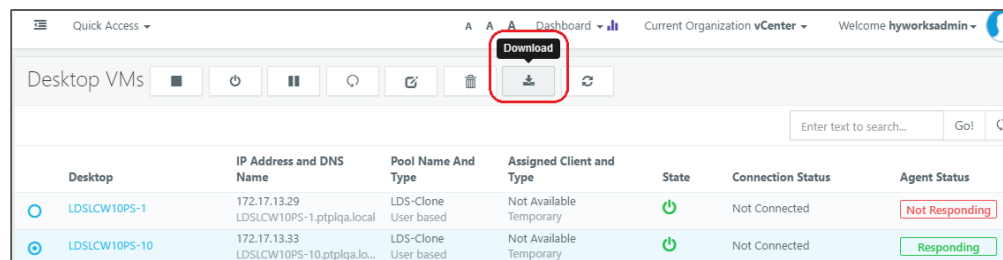 Quick Access
A A A Dashboard Current Organization vCenter Welcome hyworksadmin
Download
Desktop VMs
Enter text to search... Go!
Desktop IP Address and DNS Name Pool Name And Type Assigned Client and Type State Connection Status Agent Status
LDSLCW10PS-1 172.17.13.29 LDS-Clone Not Available Not Connected Not Responding
LDSLCW10PS-1.ptplqa.local User based Temporary
LDSLCW10PS-10 172.17.13.33 LDS-Clone Not Available Not Connected Responding
LDSLCW10PS-10.ptplqa.lo... User based Temporary